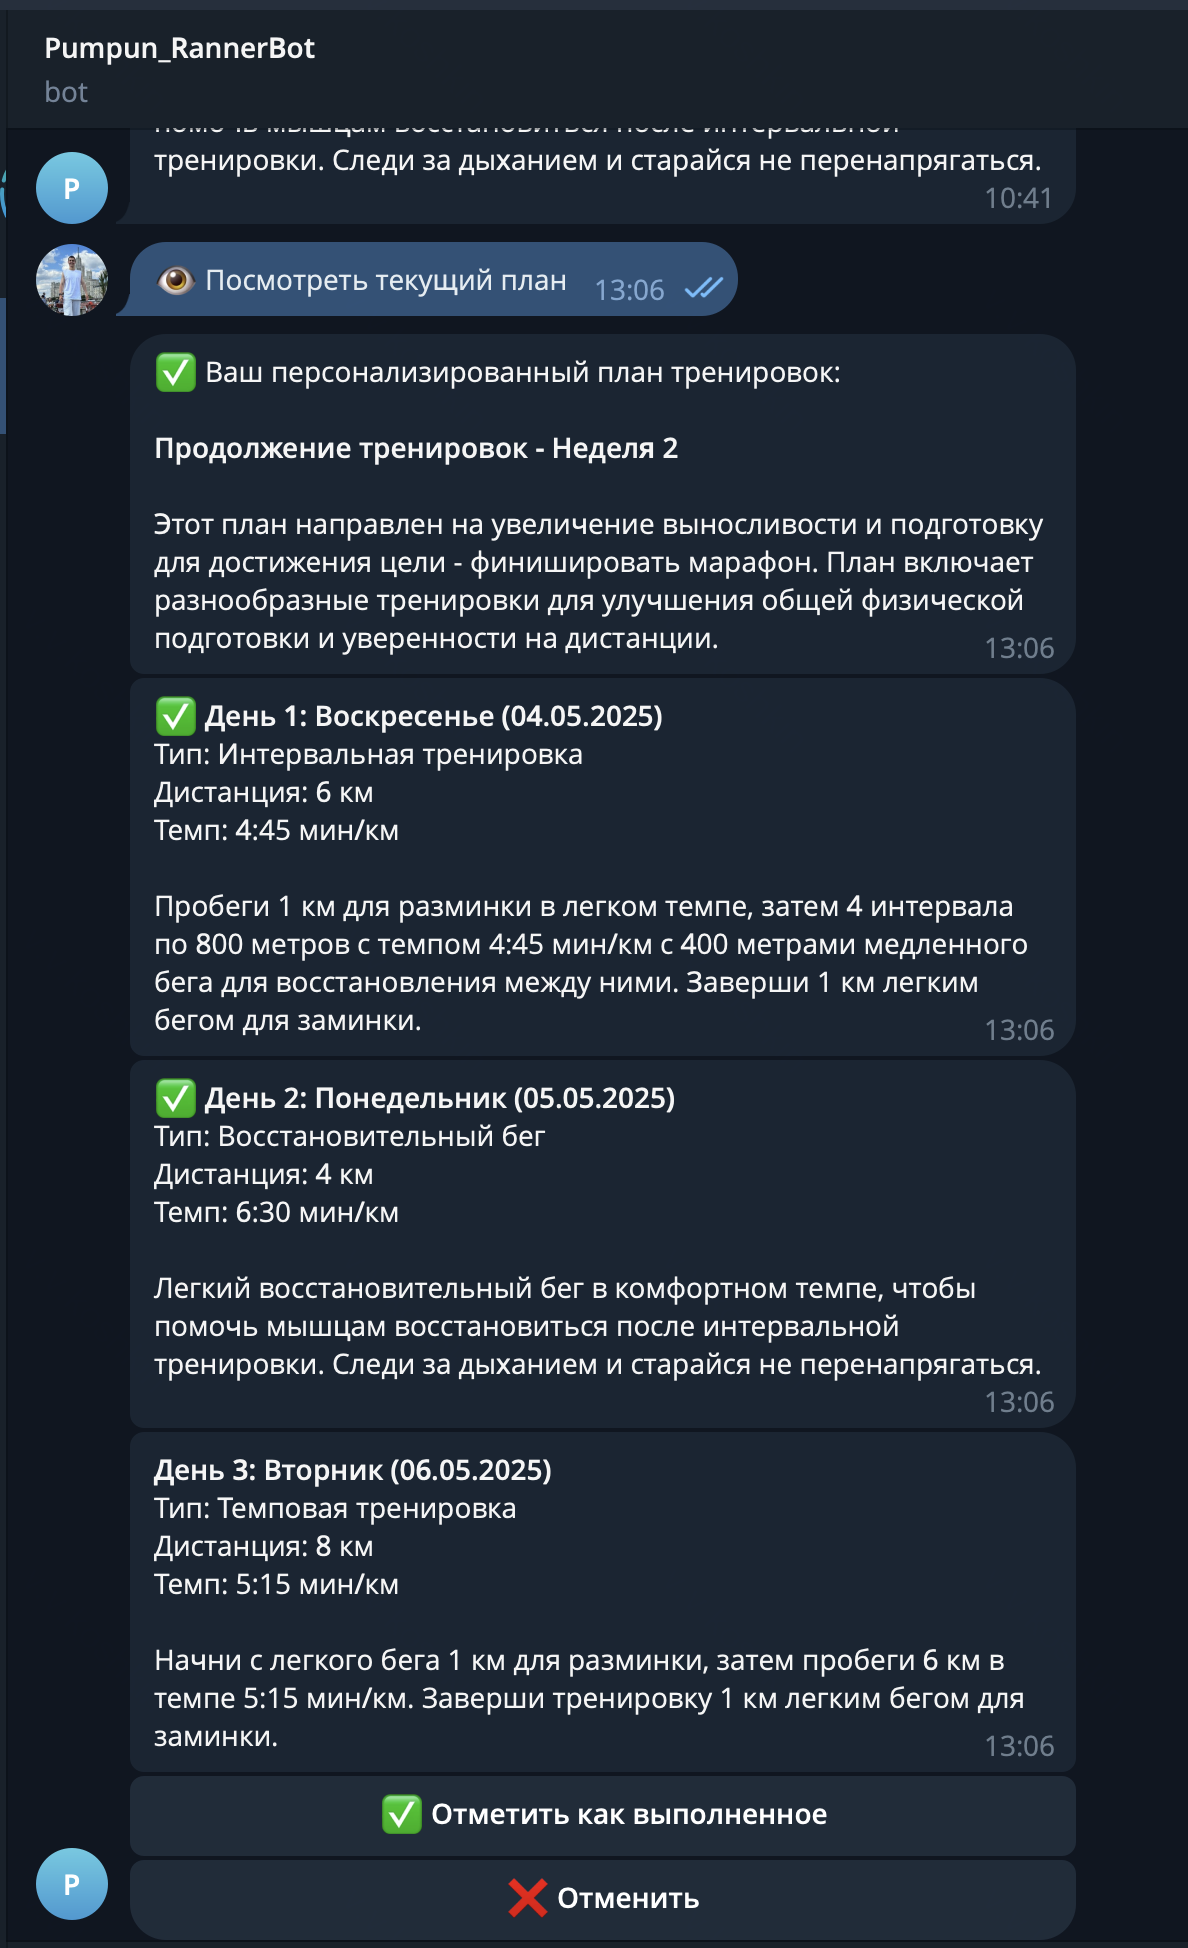 Pumpun_RannerBot
bot
помочь мышцам восстановиться после интервальной
тренировки. Следи за дыханием и старайся не перенапрягаться.
10:41
P
👁 Посмотреть текущий план 13:06
✅ Ваш персонализированный план тренировок:
Продолжение тренировок - Неделя 2
Этот план направлен на увеличение выносливости и подготовку
для достижения цели - финишировать марафон. План включает
разнообразные тренировки для улучшения общей физической
подготовки и уверенности на дистанции.
13:06
✅ День 1: Воскресенье (04.05.2025)
Тип: Интервальная тренировка
Дистанция: 6 км
Темп: 4:45 мин/км
Пробеги 1 км для разминки в легком темпе, затем 4 интервала
по 800 метров с темпом 4:45 мин/км с 400 метрами медленного
бега для восстановления между ними. Заверши 1 км легким
бегом для заминки.
13:06
✅ День 2: Понедельник (05.05.2025)
Тип: Восстановительный бег
Дистанция: 4 км
Темп: 6:30 мин/км
Легкий восстановительный бег в комфортном темпе, чтобы
помочь мышцам восстановиться после интервальной
тренировки. Следи за дыханием и старайся не перенапрягаться.
13:06
День 3: Вторник (06.05.2025)
Тип: Темповая тренировка
Дистанция: 8 км
Темп: 5:15 мин/км
Начни с легкого бега 1 км для разминки, затем пробеги 6 км в
темпе 5:15 мин/км. Заверши тренировку 1 км легким бегом для
заминки.
13:06
✅ Отметить как выполненное
P
❌ Отменить